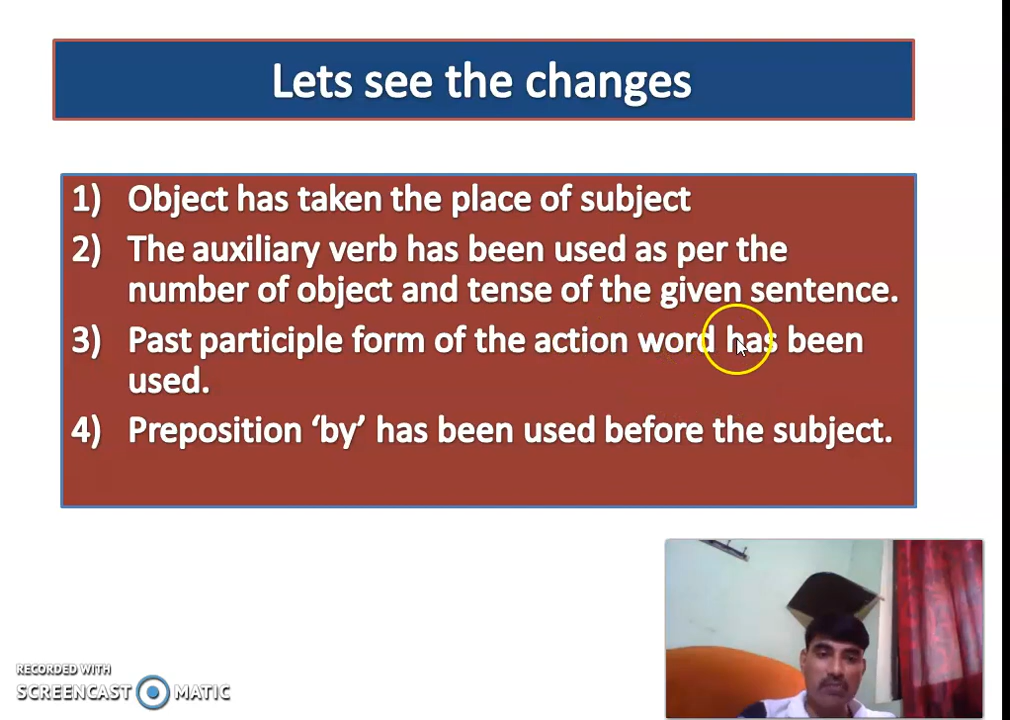 Lets see the changes
1) Object has taken the place of subject
2) The auxiliary verb has been used as per the
number of object and tense of the given sentence.
3) Past participle form of the action word has been
used.
4) Preposition ‘by’ has been used before the subject.
RECORDED WITH
SCREENCAST MATIC